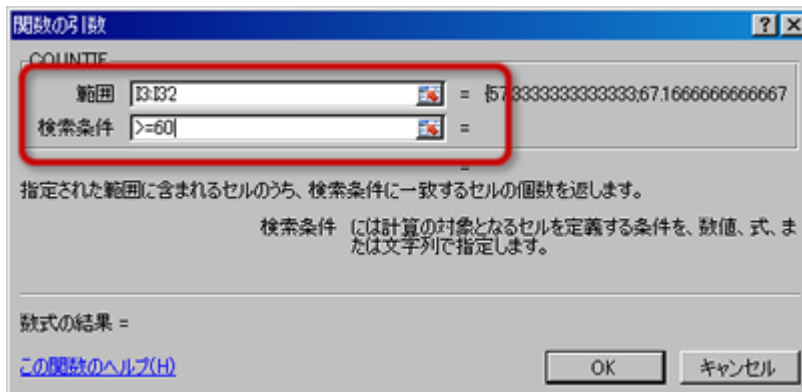 関数の引数
COUNTIF
範囲 I3:I32 = {57.3333333333333;67.1666666666667
検索条件 >=60 =
=
指定された範囲に含まれるセルのうち、検索条件に一致するセルの個数を返します。
検索条件 には計算の対象となるセルを定義する条件を、数値、式、ま
たは文字列で指定します。
数式の結果 =
この関数のヘルプ(H)
OK キャンセル